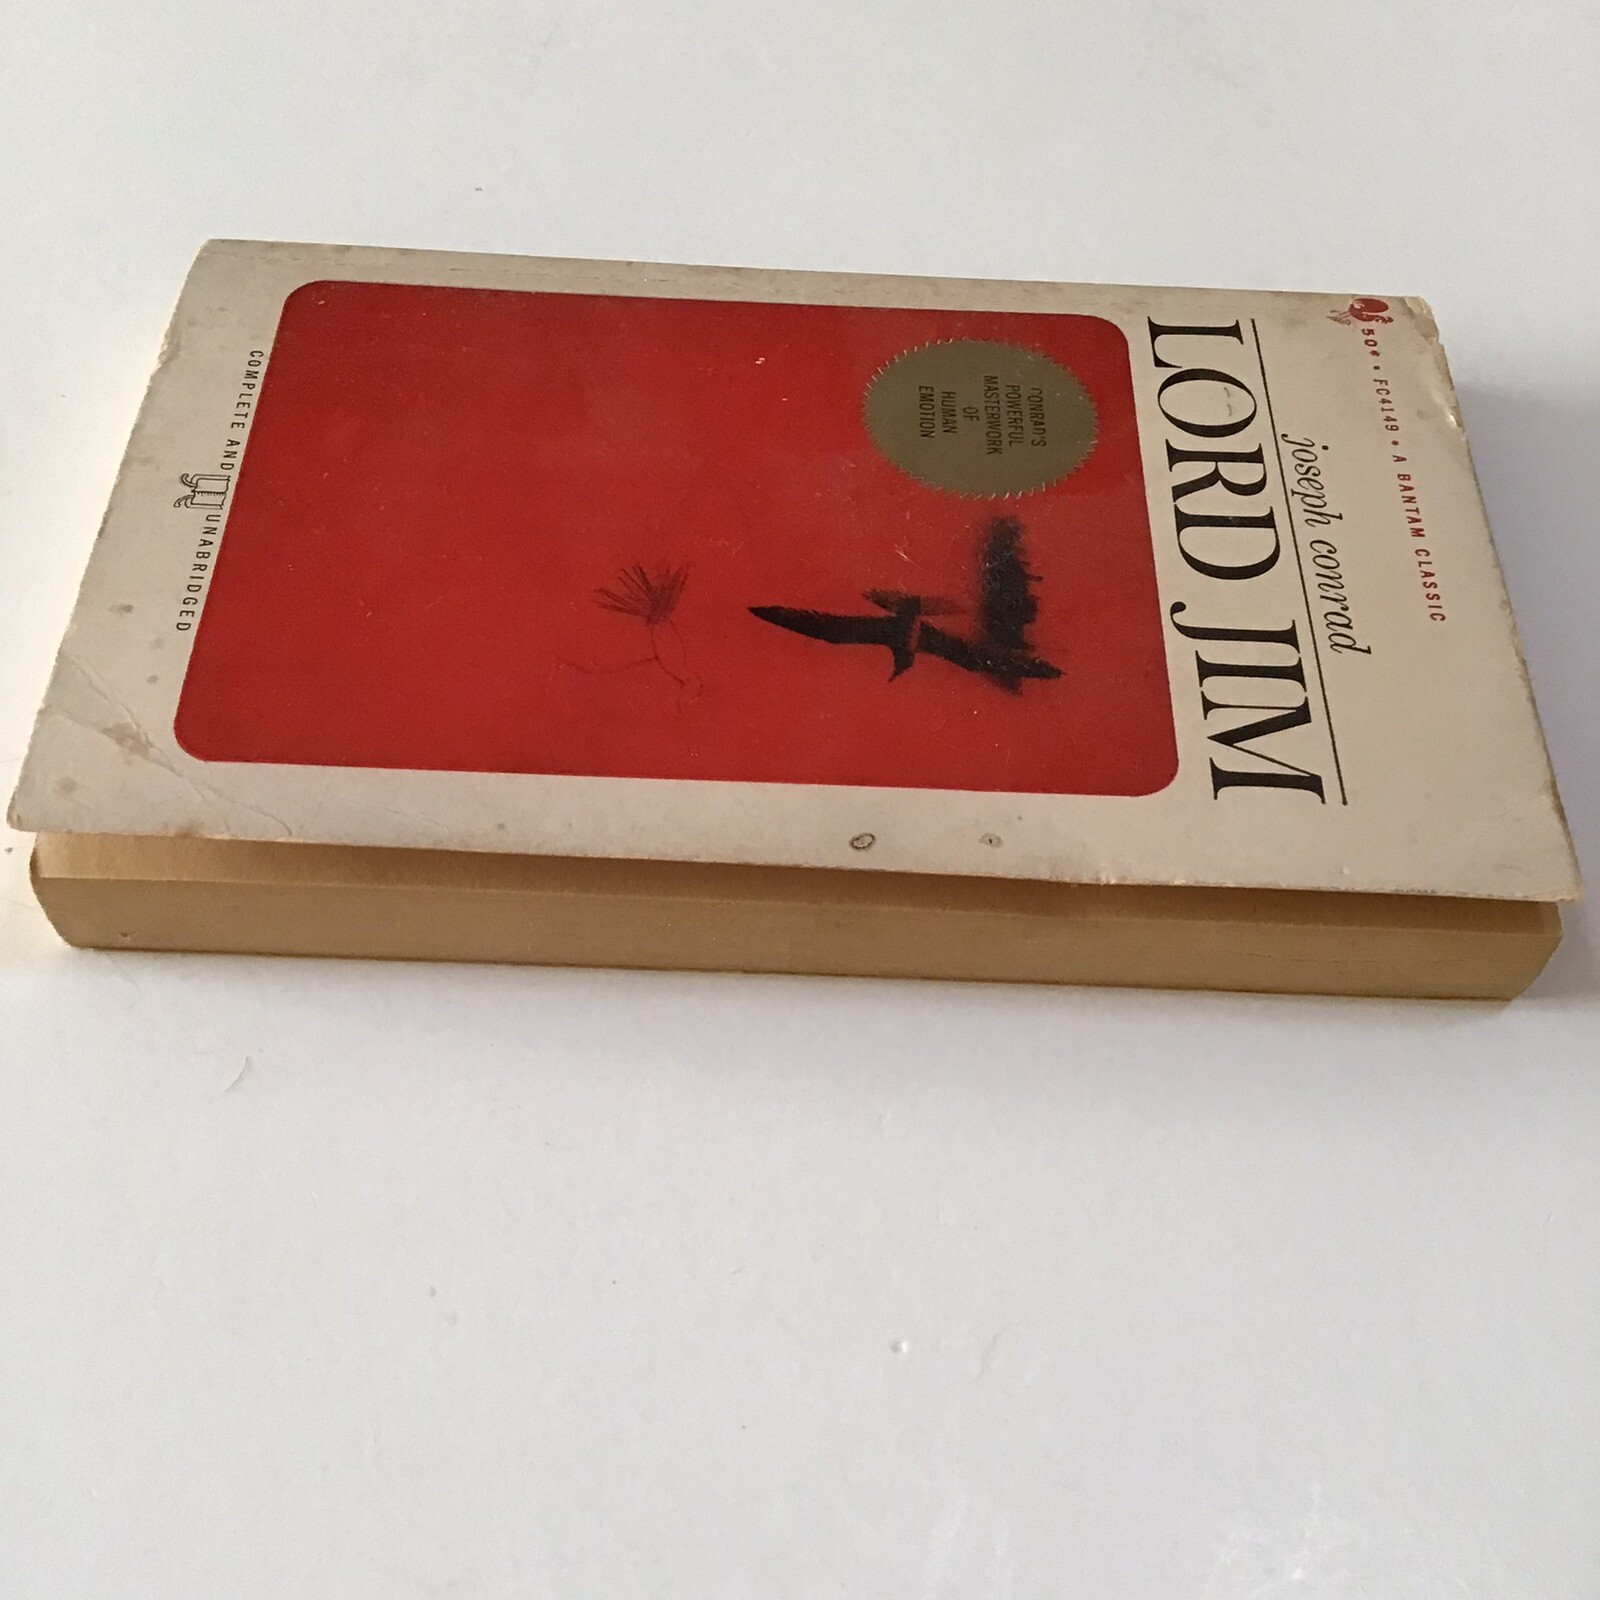 50¢ • FC4149 • A BANTAM CLASSIC
joseph conrad
LORD JIM
CONRAD'S
POWERFUL
MASTERWORK
OF
HUMAN
EMOTION
COMPLETE AND UNABRIDGED